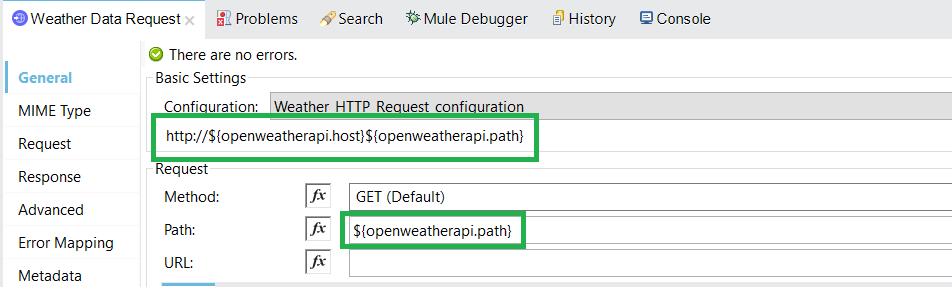 Weather Data Request Problems Search Mule Debugger History Console
There are no errors.
General
Basic Settings
MIME Type
Configuration: Weather_HTTP_Request_configuration
Request
http://${openweatherapi.host}${openweatherapi.path}
Response
Request
Advanced
Method: fx GET (Default)
Error Mapping
Path: fx ${openweatherapi.path}
Metadata
URL: fx